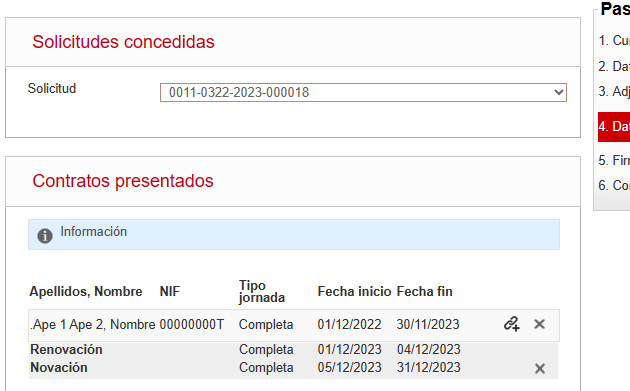 Solicitudes concedidas
Solicitud
0011-0322-2023-000018
Contratos presentados
Información
Apellidos, Nombre NIF Tipo jornada Fecha inicio Fecha fin
.Ape 1 Ape 2, Nombre 00000000T Completa 01/12/2022 30/11/2023
Renovación Completa 01/12/2023 04/12/2023
Novación Completa 05/12/2023 31/12/2023
Pas
1. Cu
2. Da
3. Adj
4. Da
5. Fir
6. Co